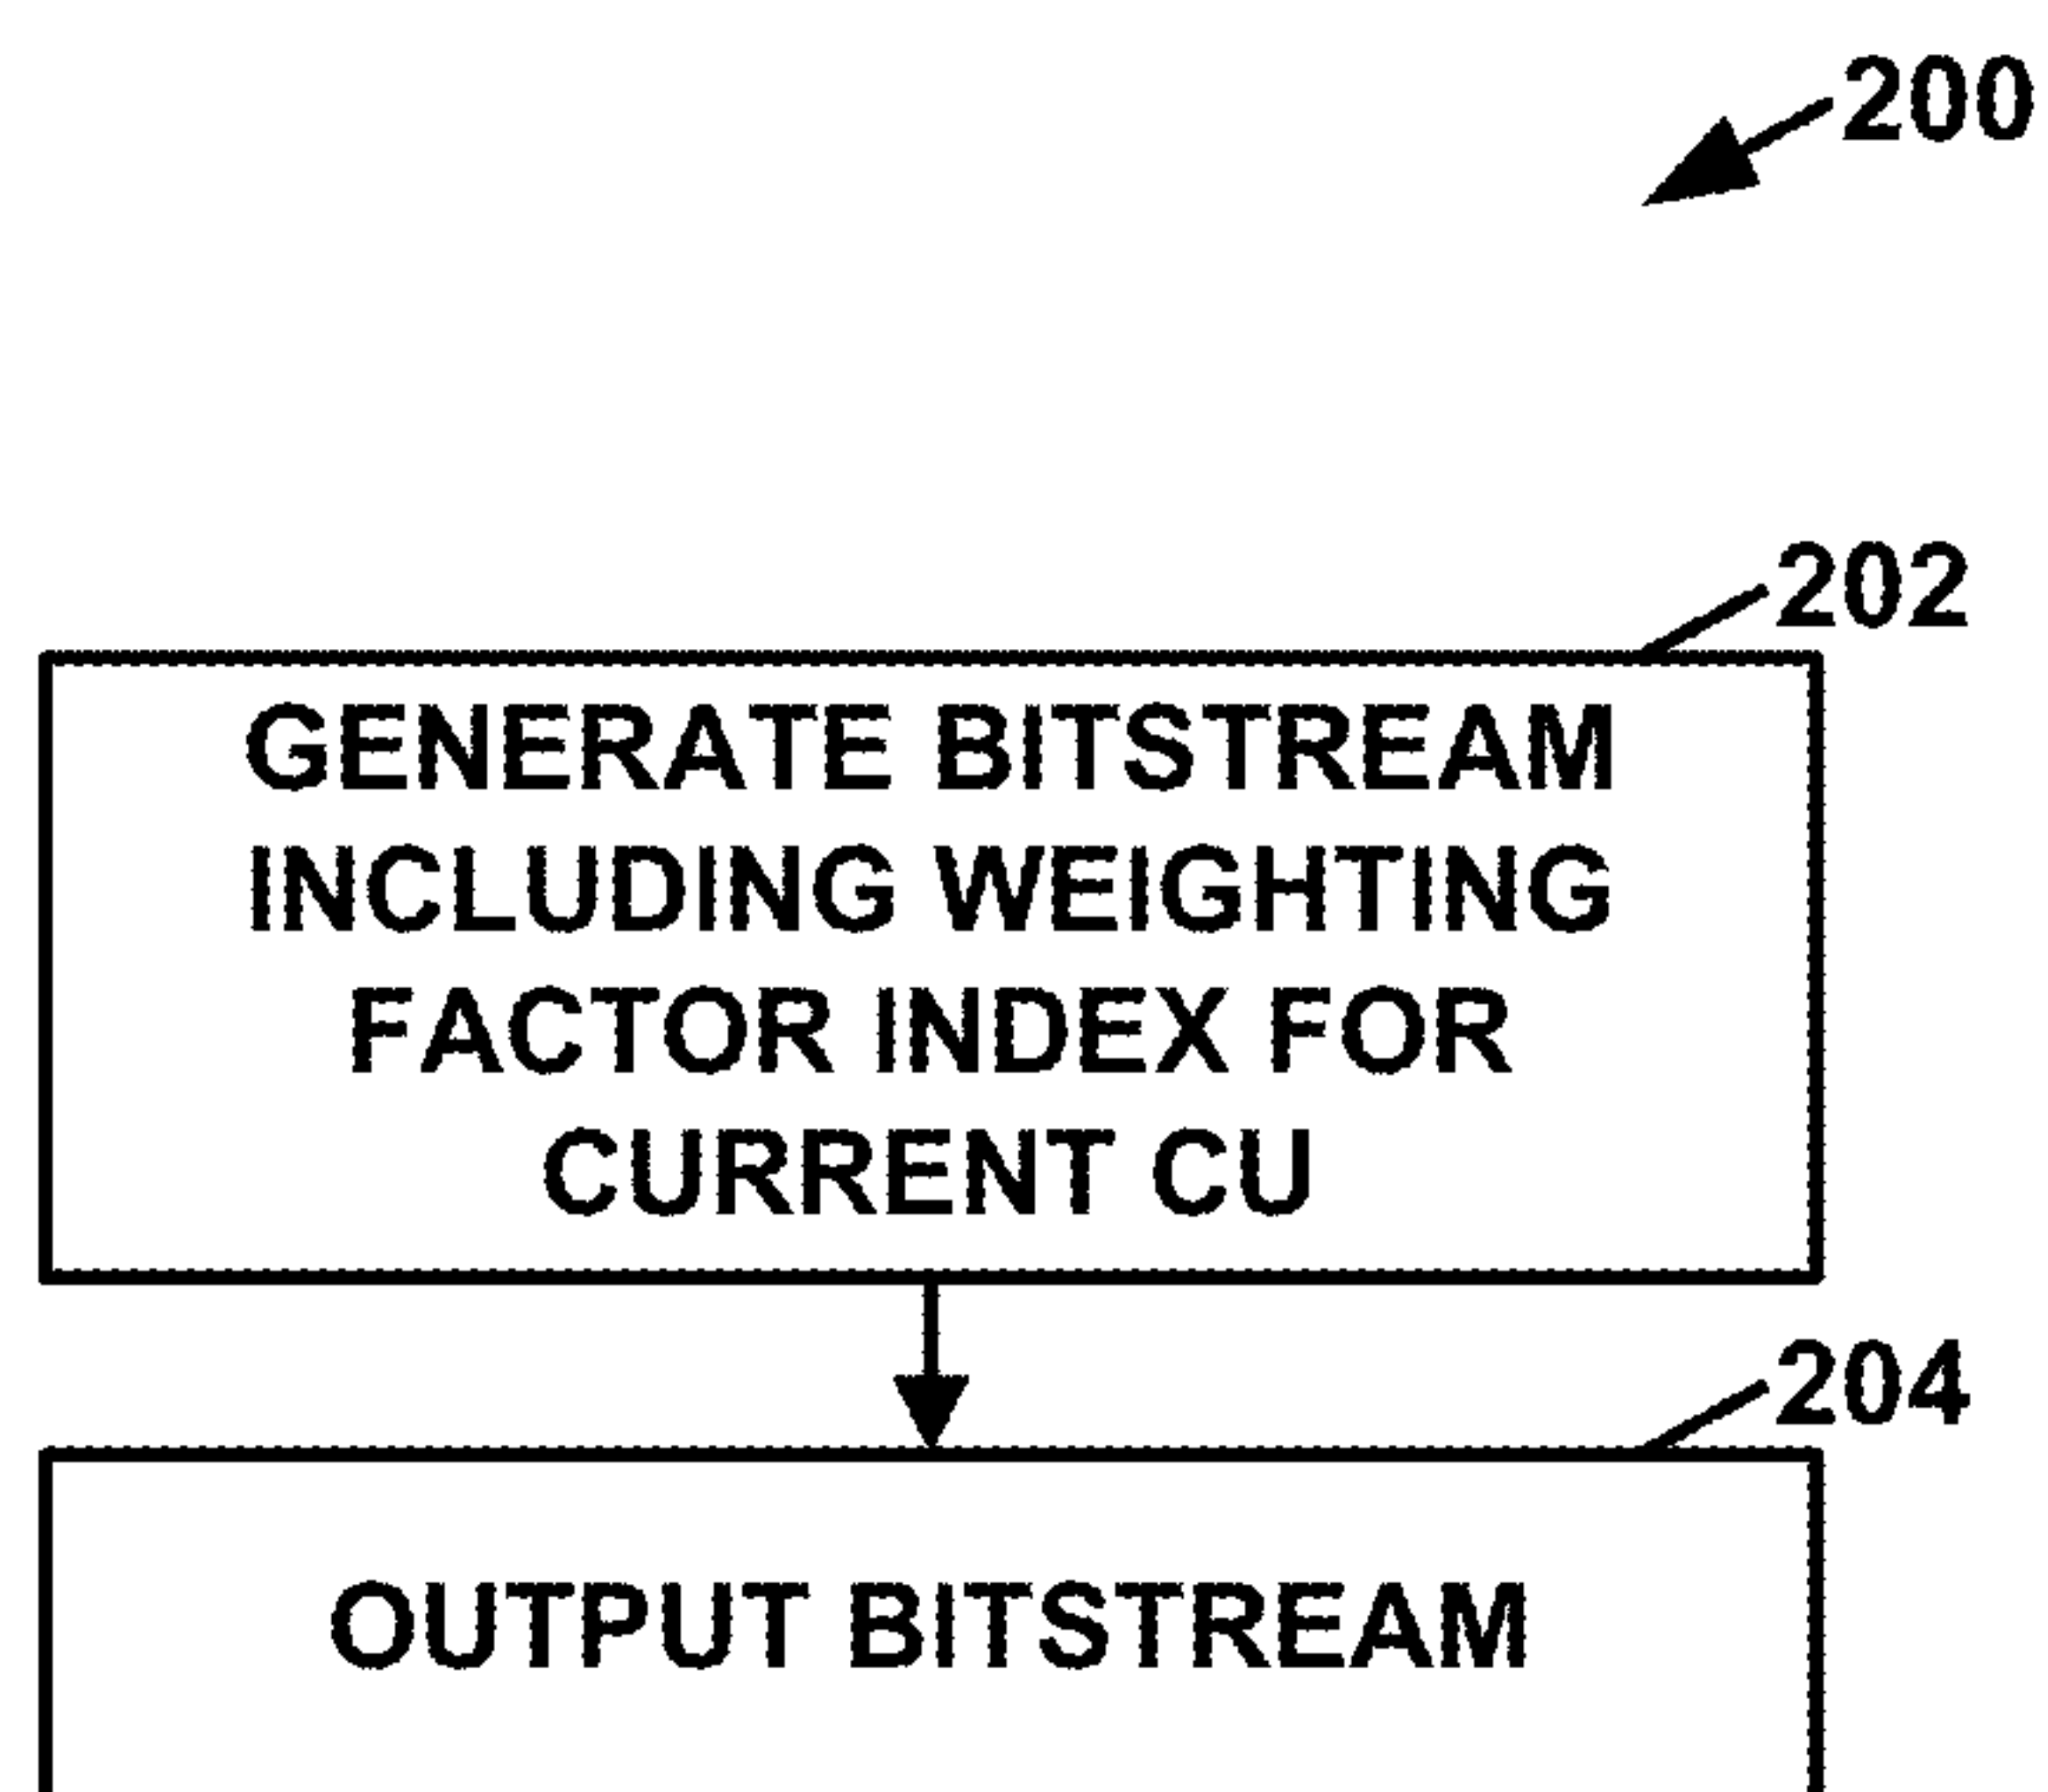 200
202
GENERATE BITSTREAM
INCLUDING WEIGHTING
FACTOR INDEX FOR
CURRENT CU
204
OUTPUT BITSTREAM